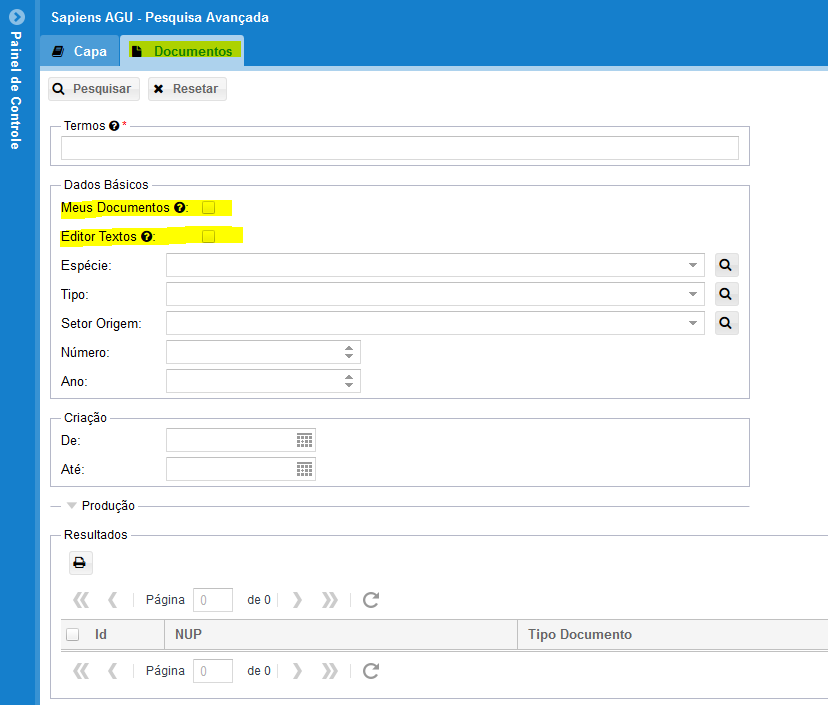 Sapiens AGU - Pesquisa Avançada
Painel de Controle
Capa Documentos
Pesquisar Resetar
Termos ? *
Dados Básicos
Meus Documentos ?:
Editor Textos ?:
Espécie:
Tipo:
Setor Origem:
Número:
Ano:
Criação
De:
Até:
Produção
Resultados
Página 0 de 0
Id NUP Tipo Documento
Página 0 de 0